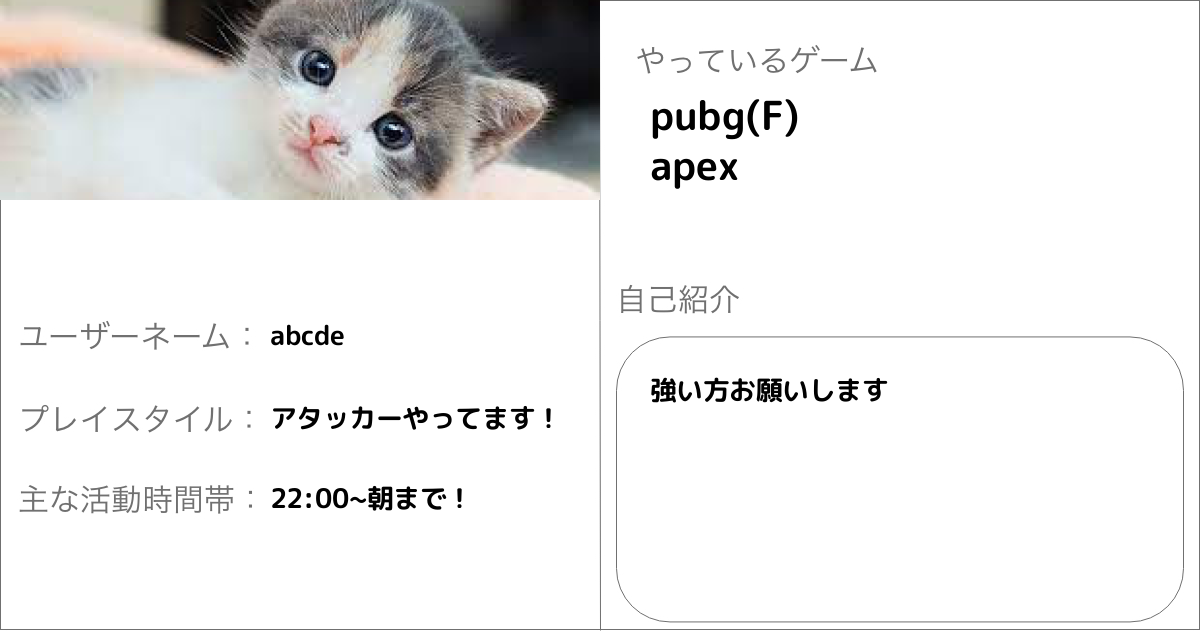 ユーザーネーム： abcde
プレイスタイル： アタッカーやってます！
主な活動時間帯： 22:00~朝まで！
やっているゲーム
pubg(F)
apex
自己紹介
強い方お願いします